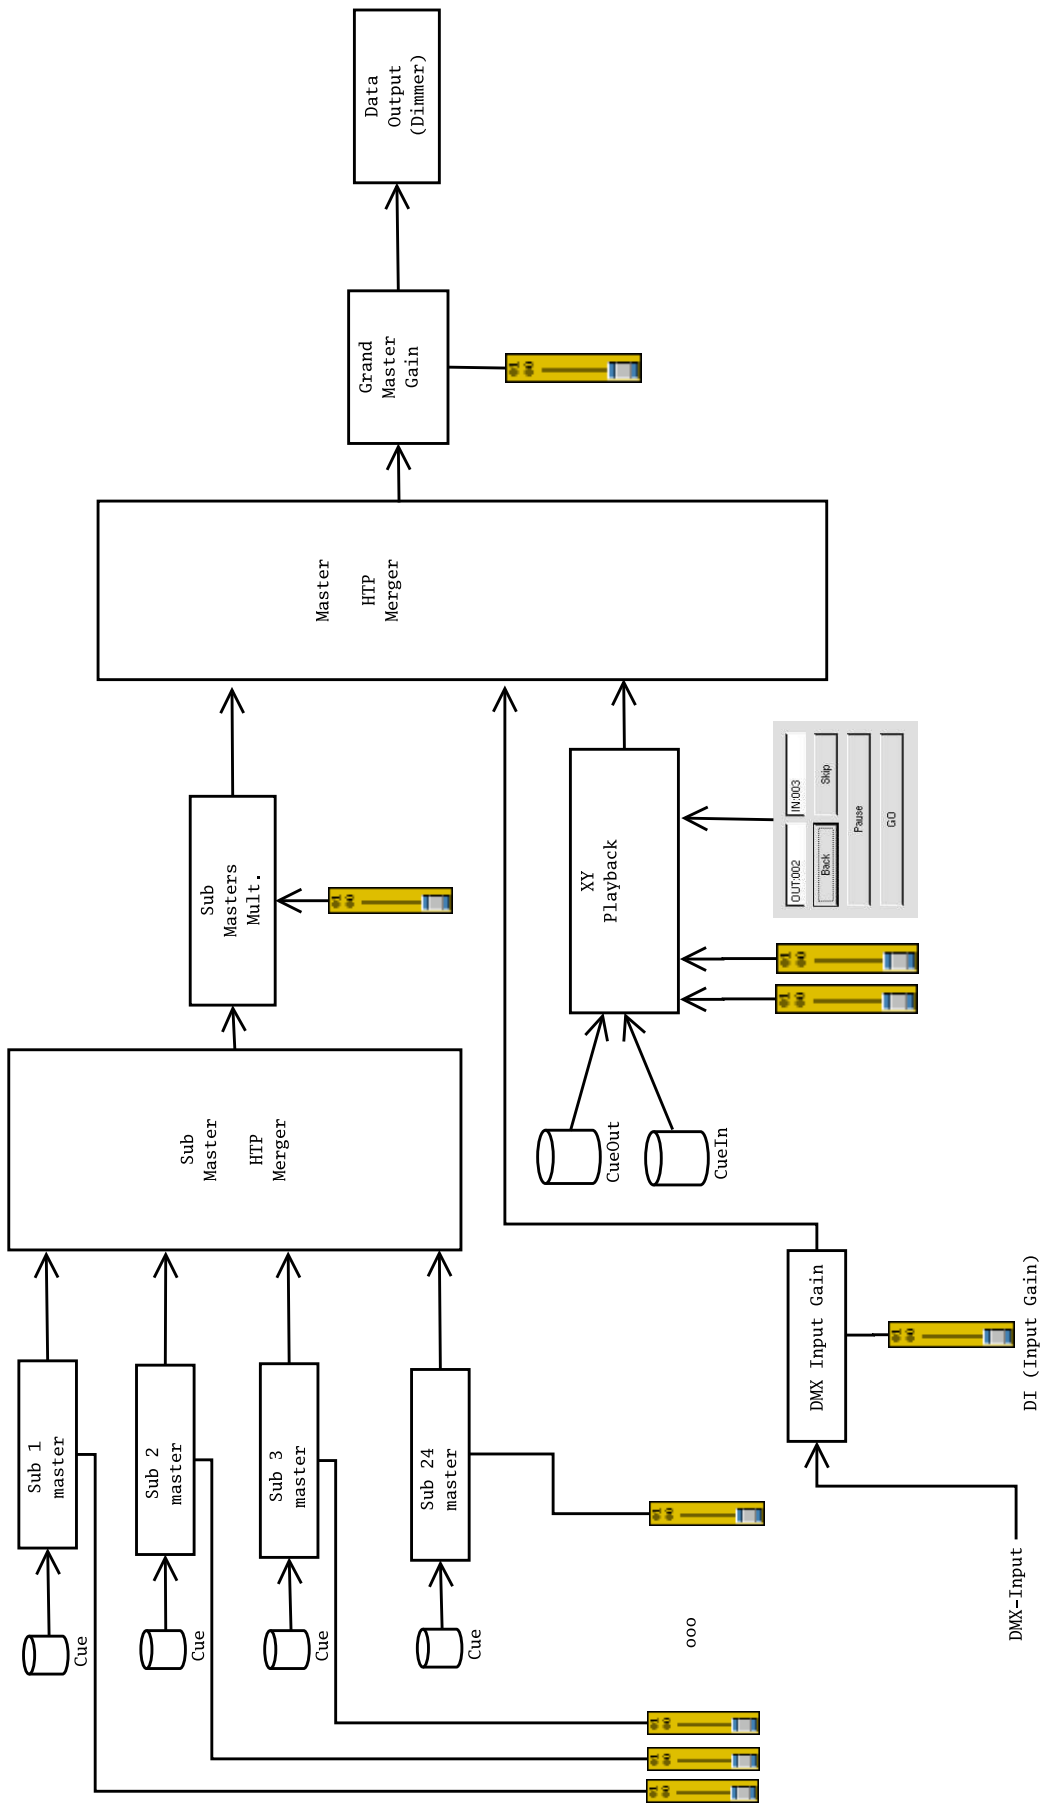 Cue
Sub 1
master
Cue
Sub 2
master
Cue
Sub 3
master
Cue
Sub 24
master
Sub
Master
HTP
Merger
Sub
Masters
Mult.
Master
HTP
Merger
Grand
Master
Gain
Data
Output
(Dimmer)
CueOut
CueIn
XY
Playback
OUT:002
IN:003
Back
Skip
Pause
GO
ooo
DMX Input Gain
DMX-Input
DI (Input Gain)